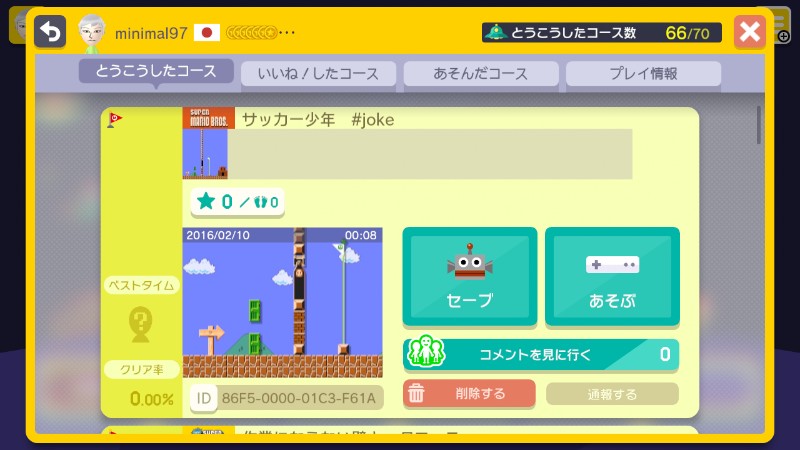 minimal97
とうこうしたコース数 66/70
とうこうしたコース
いいね！したコース
あそんだコース
プレイ情報
SUPER MARIO BROS.
サッカー少年 #joke
0 / 0
2016/02/10 00:08
セーブ
あそぶ
ベストタイム
コメントを見に行く 0
クリア率
0.00%
ID 86F5-0000-01C3-F61A
削除する
通報する